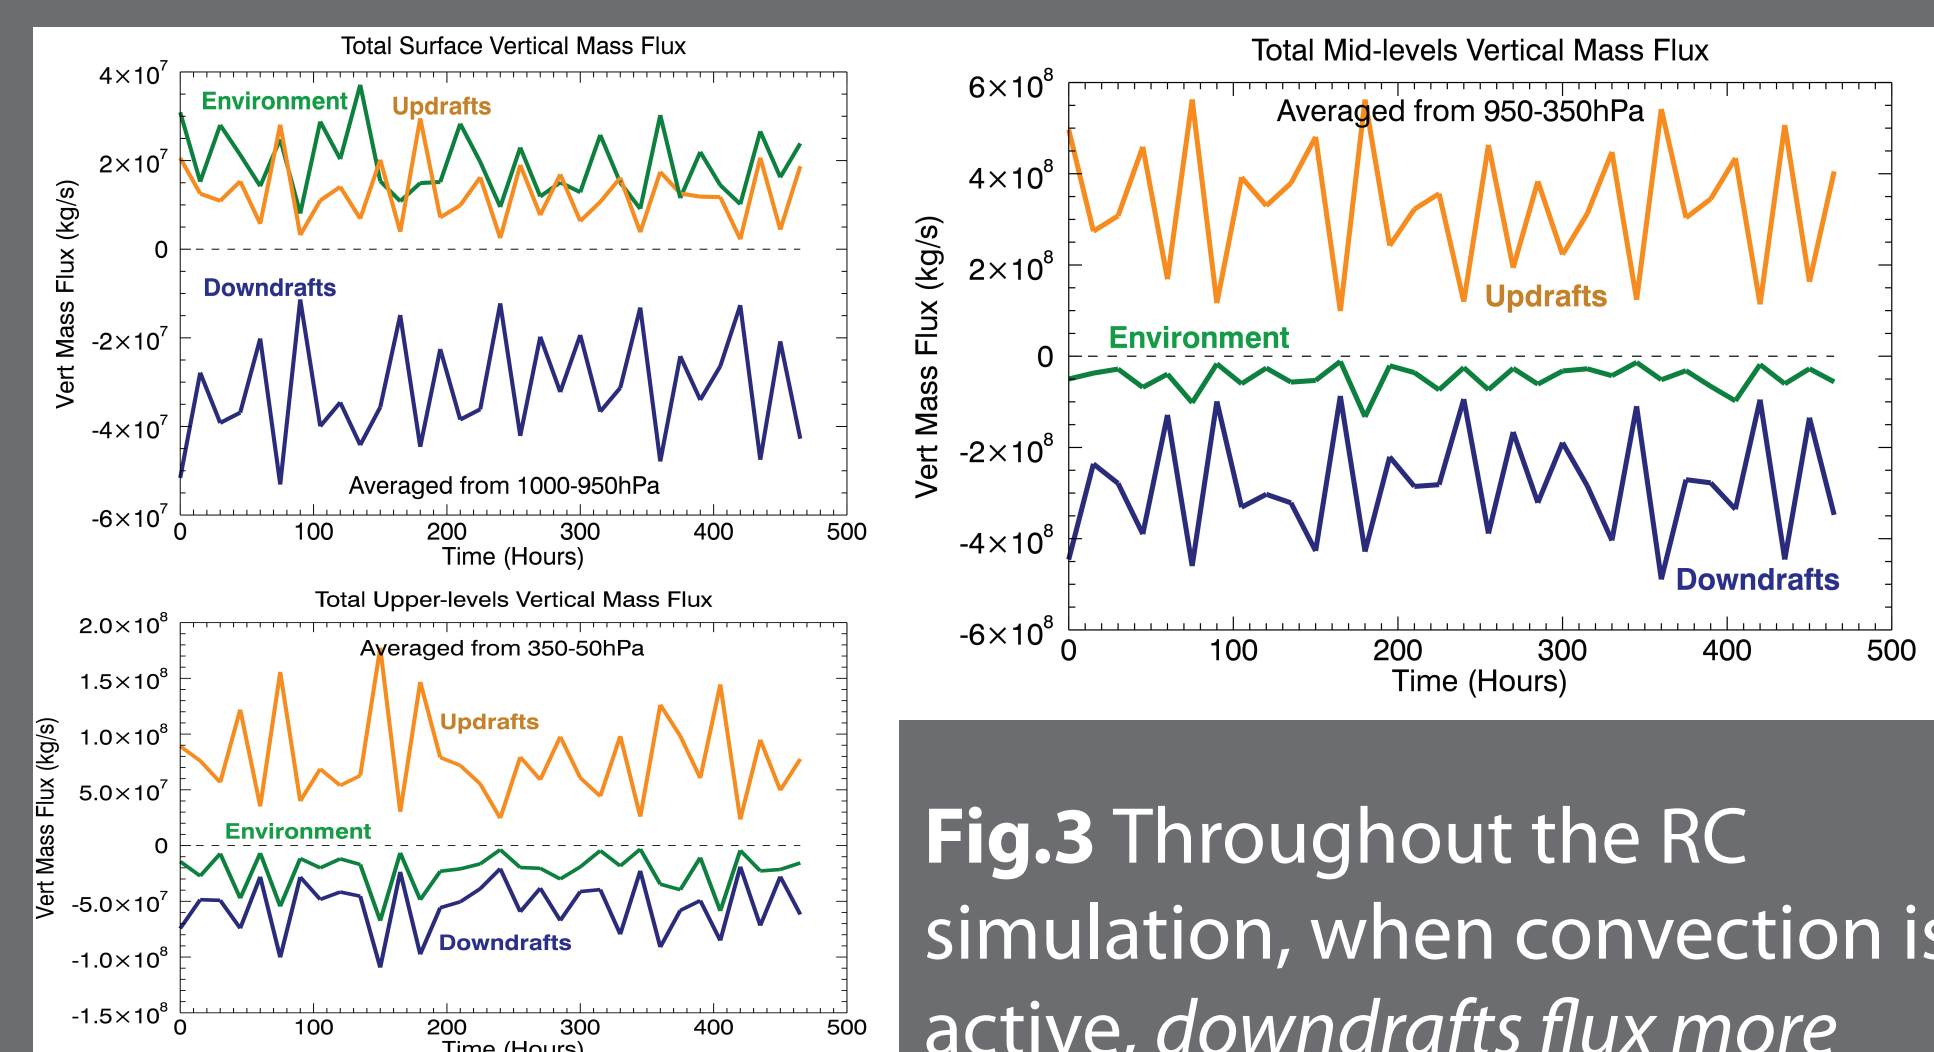 Total Surface Vertical Mass Flux
4×10⁷
2×10⁷
0
-2×10⁷
-4×10⁷
-6×10⁷
Vert Mass Flux (kg/s)
Environment
Updrafts
Downdrafts
Averaged from 1000-950hPa
0 100 200 300 400 500
Time (Hours)
Total Upper-levels Vertical Mass Flux
2.0×10⁸
1.5×10⁸
1.0×10⁸
5.0×10⁷
0
-5.0×10⁷
-1.0×10⁸
-1.5×10⁸
Vert Mass Flux (kg/s)
Averaged from 350-50hPa
Updrafts
Environment
Downdrafts
0 100 200 300 400 500
Time (Hours)
Total Mid-levels Vertical Mass Flux
6×10⁸
4×10⁸
2×10⁸
0
-2×10⁸
-4×10⁸
-6×10⁸
Vert Mass Flux (kg/s)
Averaged from 950-350hPa
Updrafts
Environment
Downdrafts
0 100 200 300 400 500
Time (Hours)
Fig.3 Throughout the RC
simulation, when convection is
active, downdrafts flux more